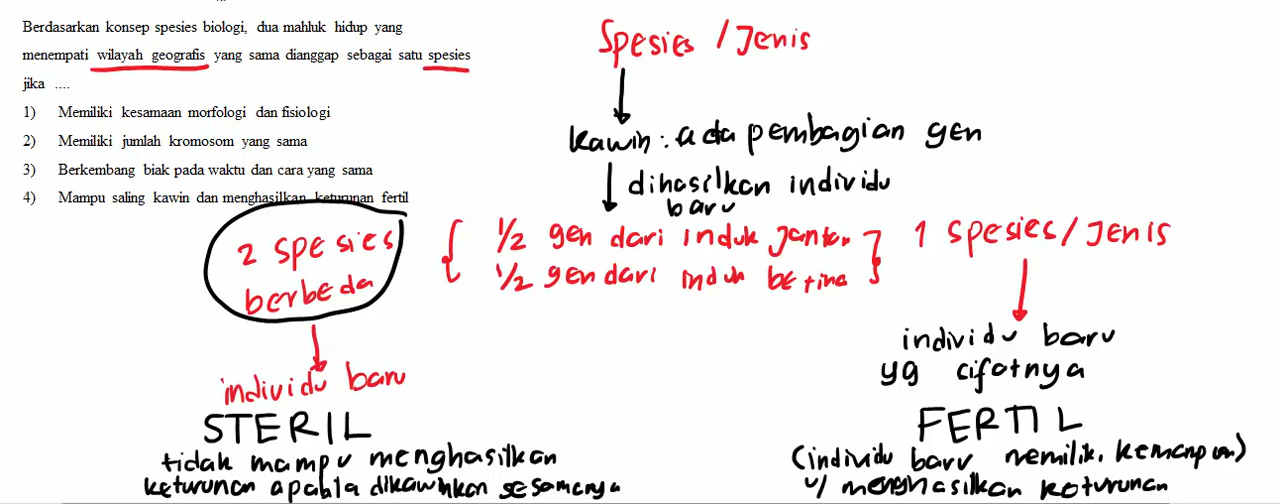 Berdasarkan konsep spesies biologi, dua mahluk hidup yang
menempati wilayah geografis yang sama dianggap sebagai satu spesies
jika ....
1) Memiliki kesamaan morfologi dan fisiologi
2) Memiliki jumlah kromosom yang sama
3) Berkembang biak pada waktu dan cara yang sama
4) Mampu saling kawin dan menghasilkan keturunan fertil
Spesies / Jenis
kawin : ada pembagian gen
dihasilkan individu
baru
2 spesies
berbeda
1/2 gen dari induk jantan
1/2 gen dari induk betina
1 spesies / Jenis
individu baru
STERIL
tidak mampu menghasilkan
keturunan apabla dikawinkan sesamanya
individu baru
yg cifatnya
FERTIL
(individu baru memiliki kemampuan)
u/ menghasilkan keturunan